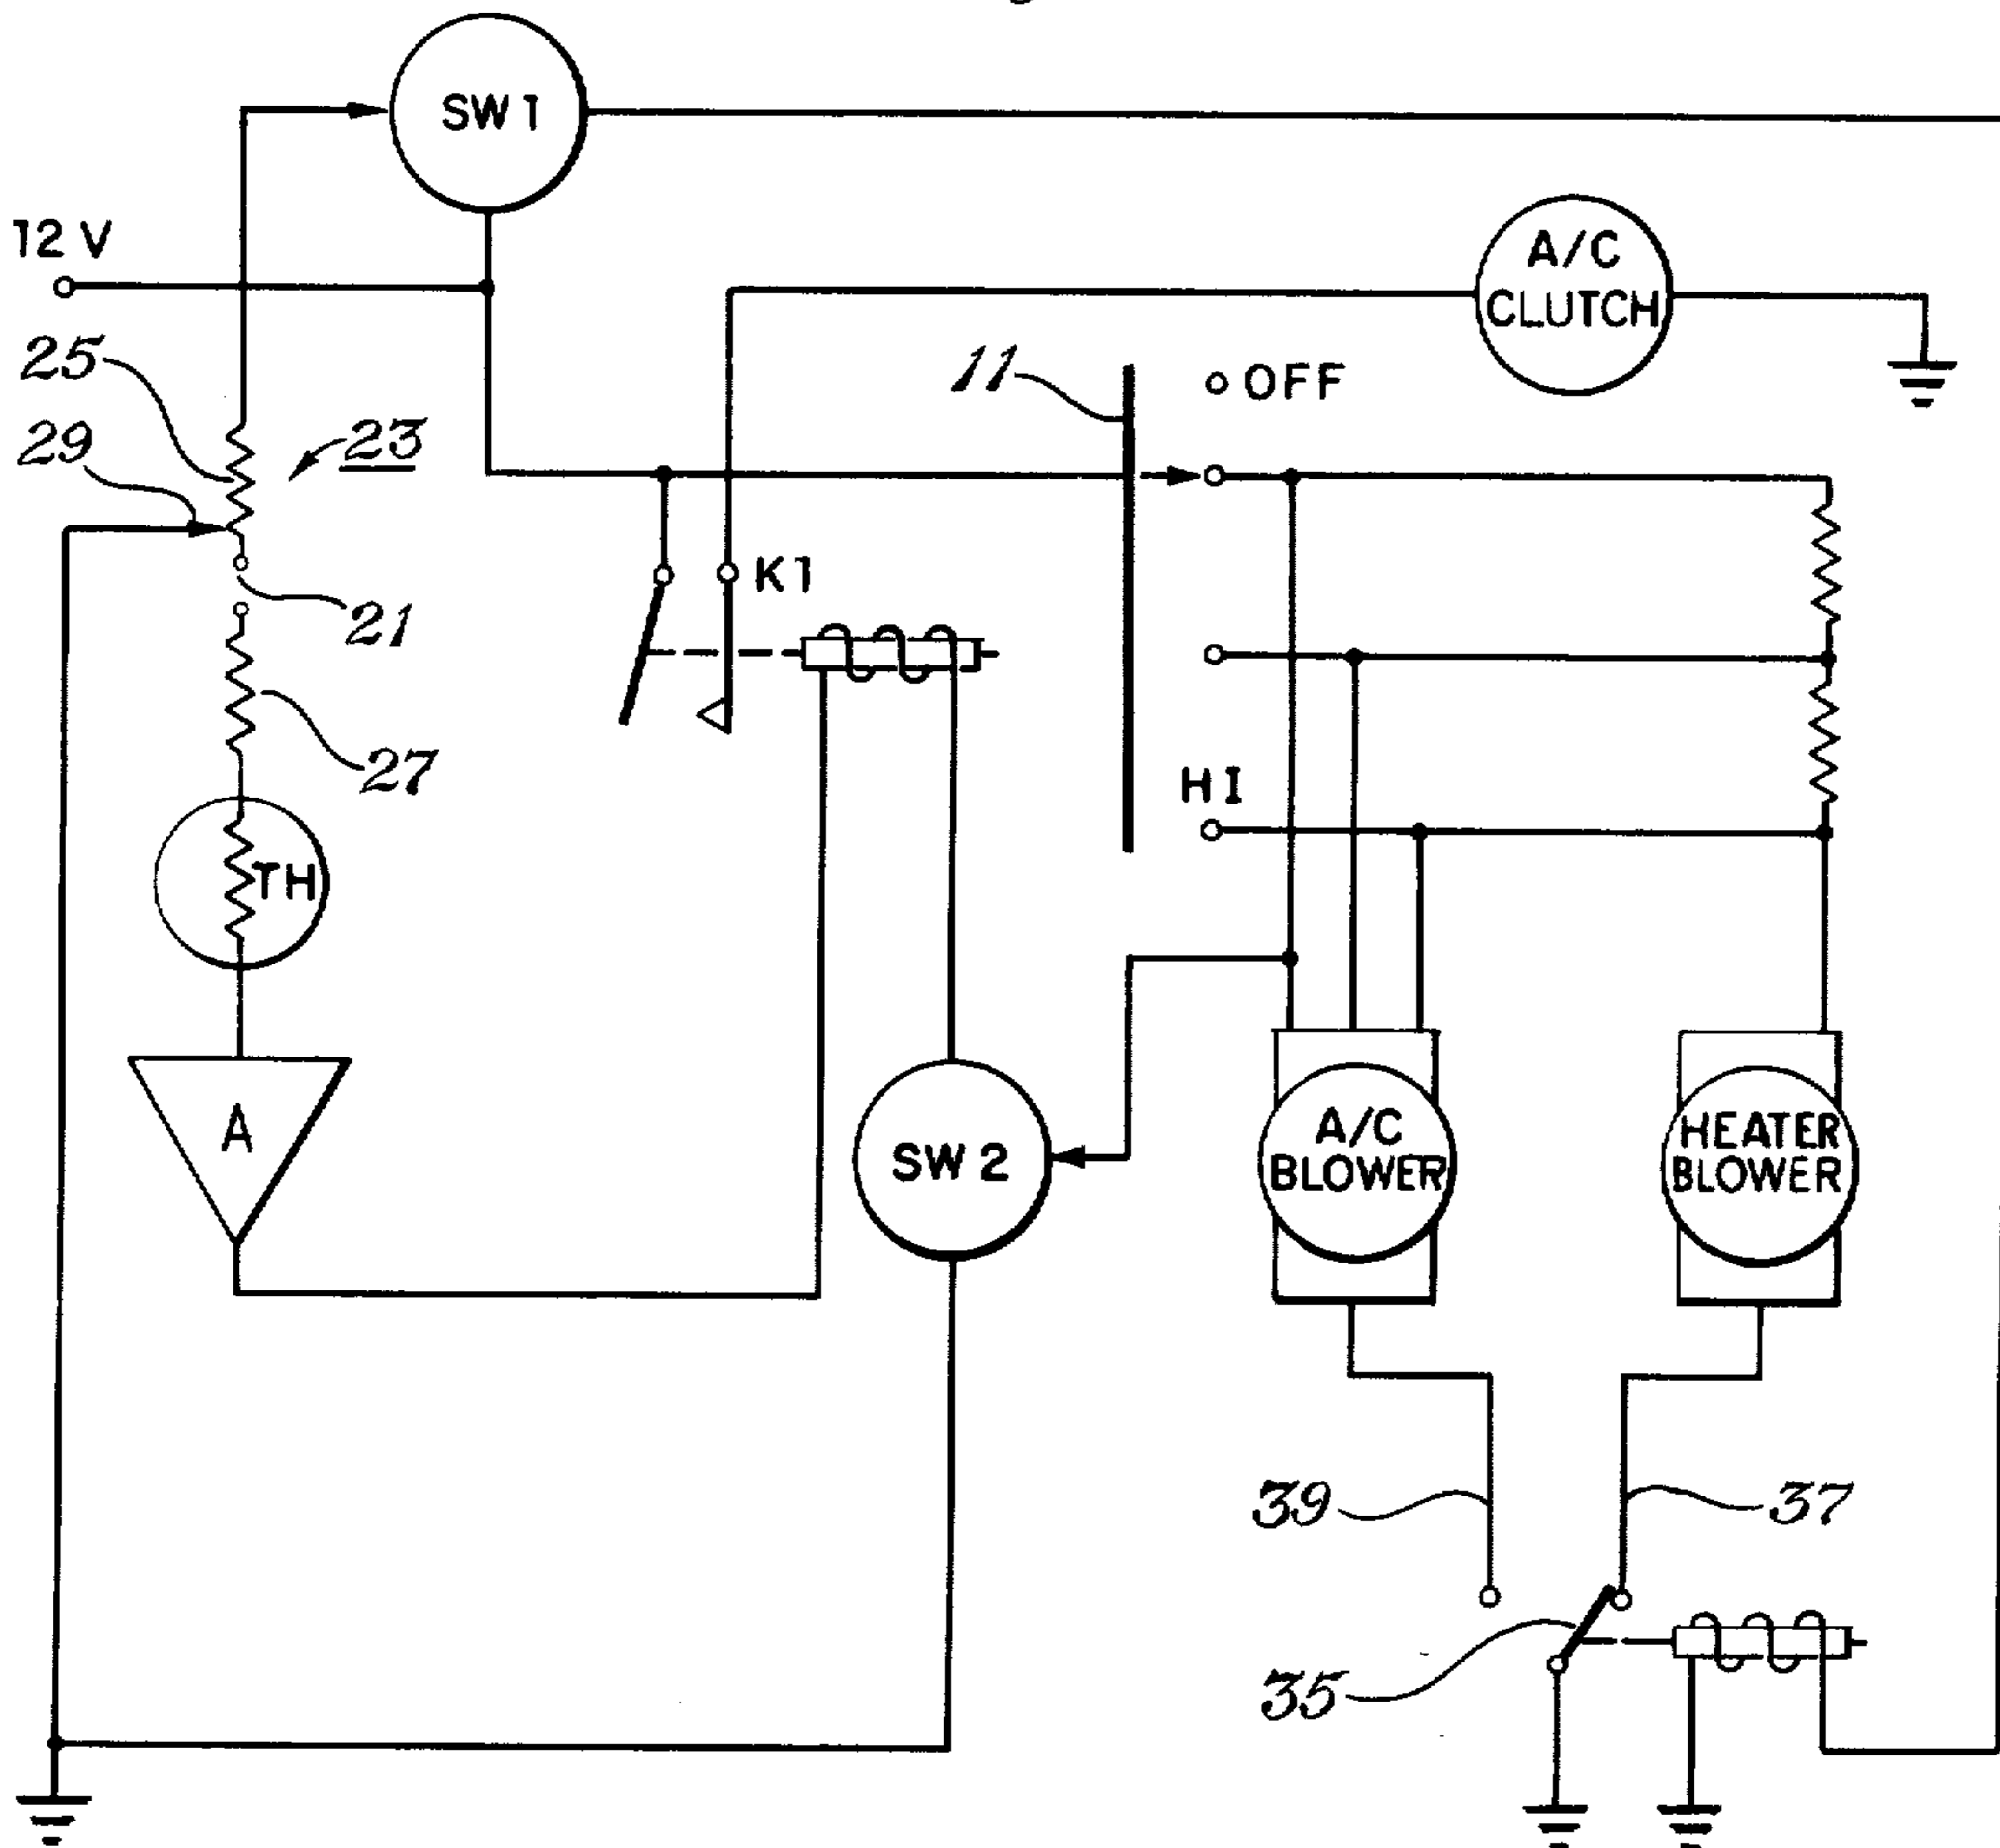 SW 1
12 V
A/C
CLUTCH
25
11
OFF
29
23
K1
21
27
HI
TH
A
SW 2
A/C
BLOWER
HEATER
BLOWER
39
37
35